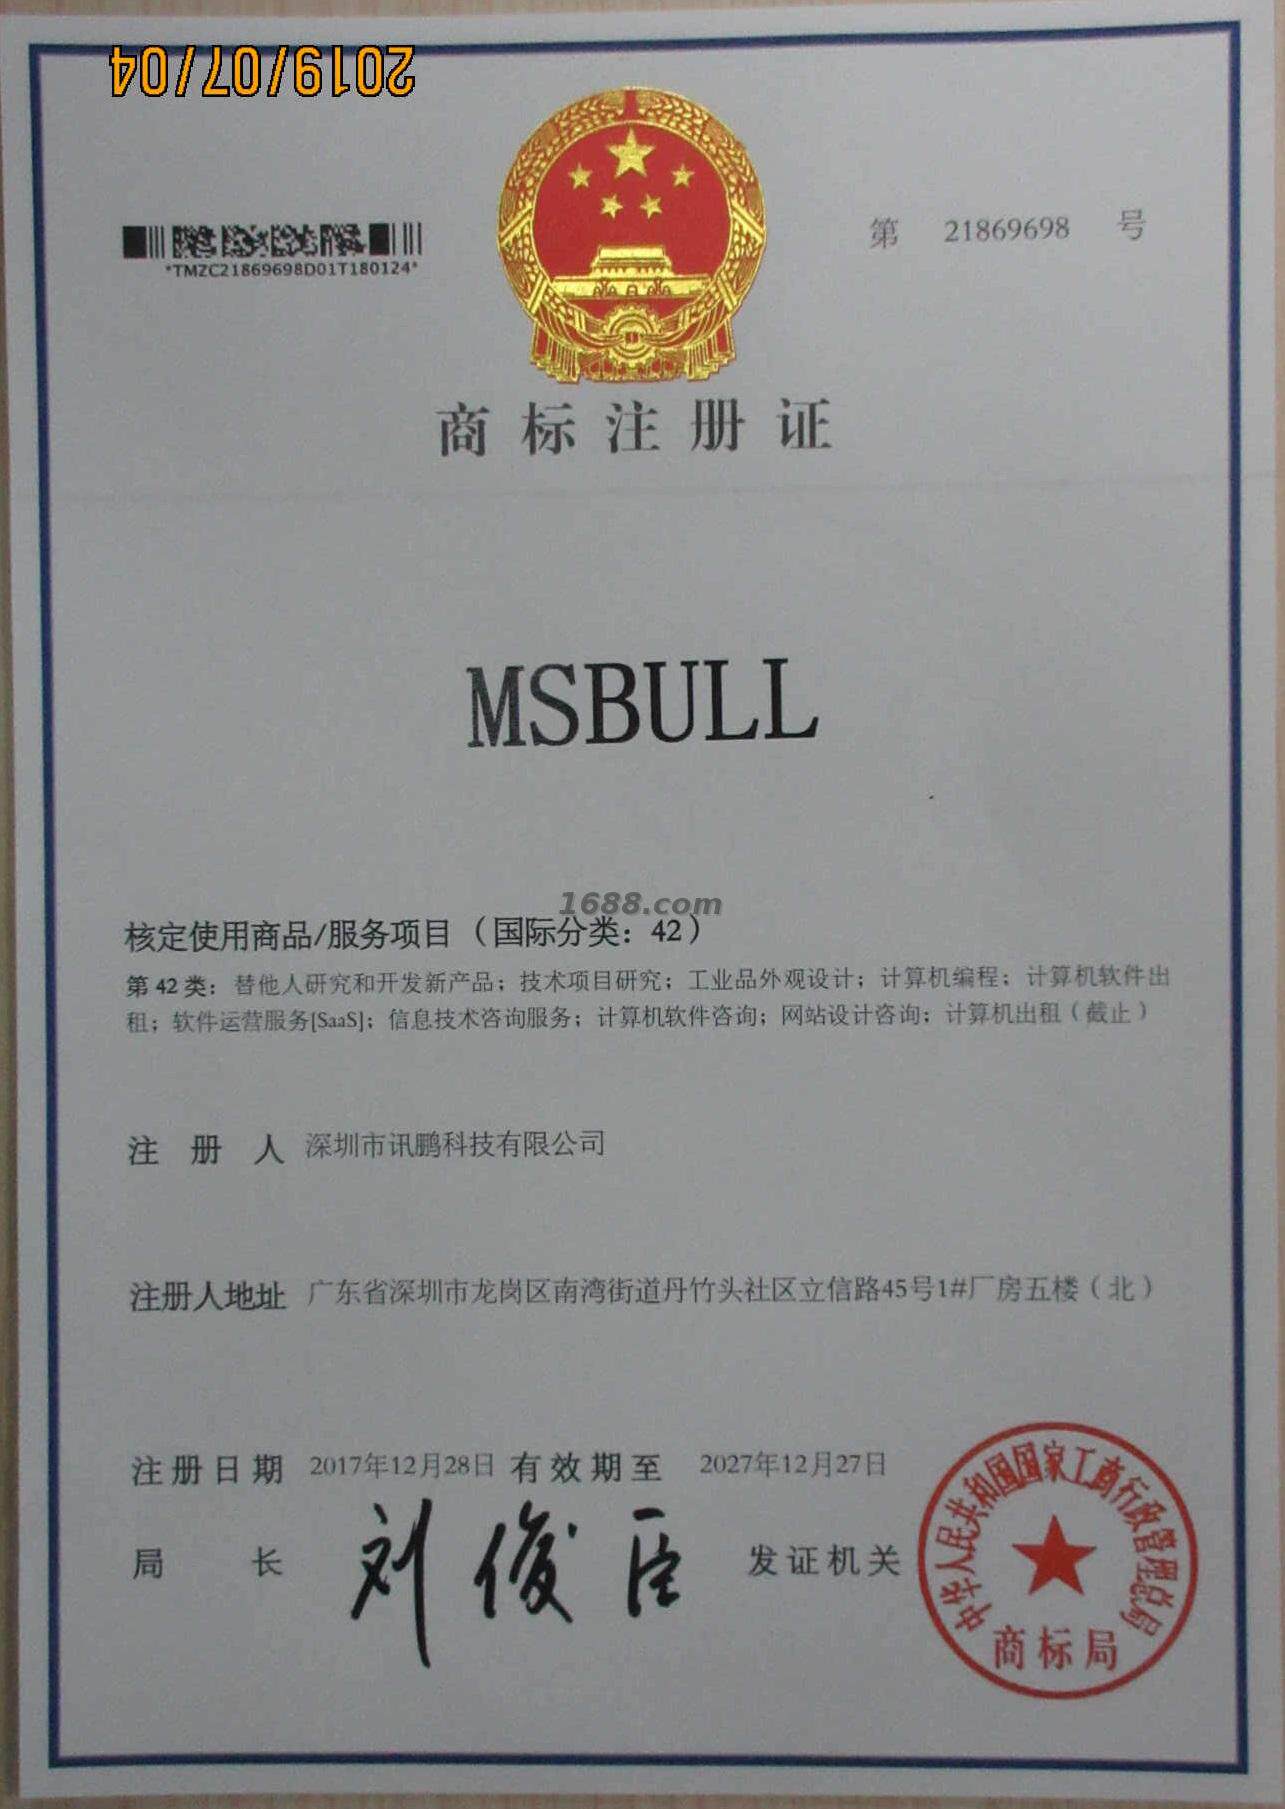 2019/07/04
第 21869698 号
*TMZC21869698D01T180124*
商标注册证
MSBULL
1688.com
核定使用商品/服务项目（国际分类：42）
第 42 类：替他人研究和开发新产品；技术项目研究；工业品外观设计；计算机编程；计算机软件出
租；软件运营服务[SaaS]；信息技术咨询服务；计算机软件咨询；网站设计咨询；计算机出租（截止）
注 册 人 深圳市讯鹏科技有限公司
注册人地址 广东省深圳市龙岗区南湾街道丹竹头社区立信路45号1#厂房五楼（北）
注册日期 2017年12月28日 有效期至 2027年12月27日
局 长 刘俊臣 发证机关
中华人民共和国国家工商行政管理总局
商标局